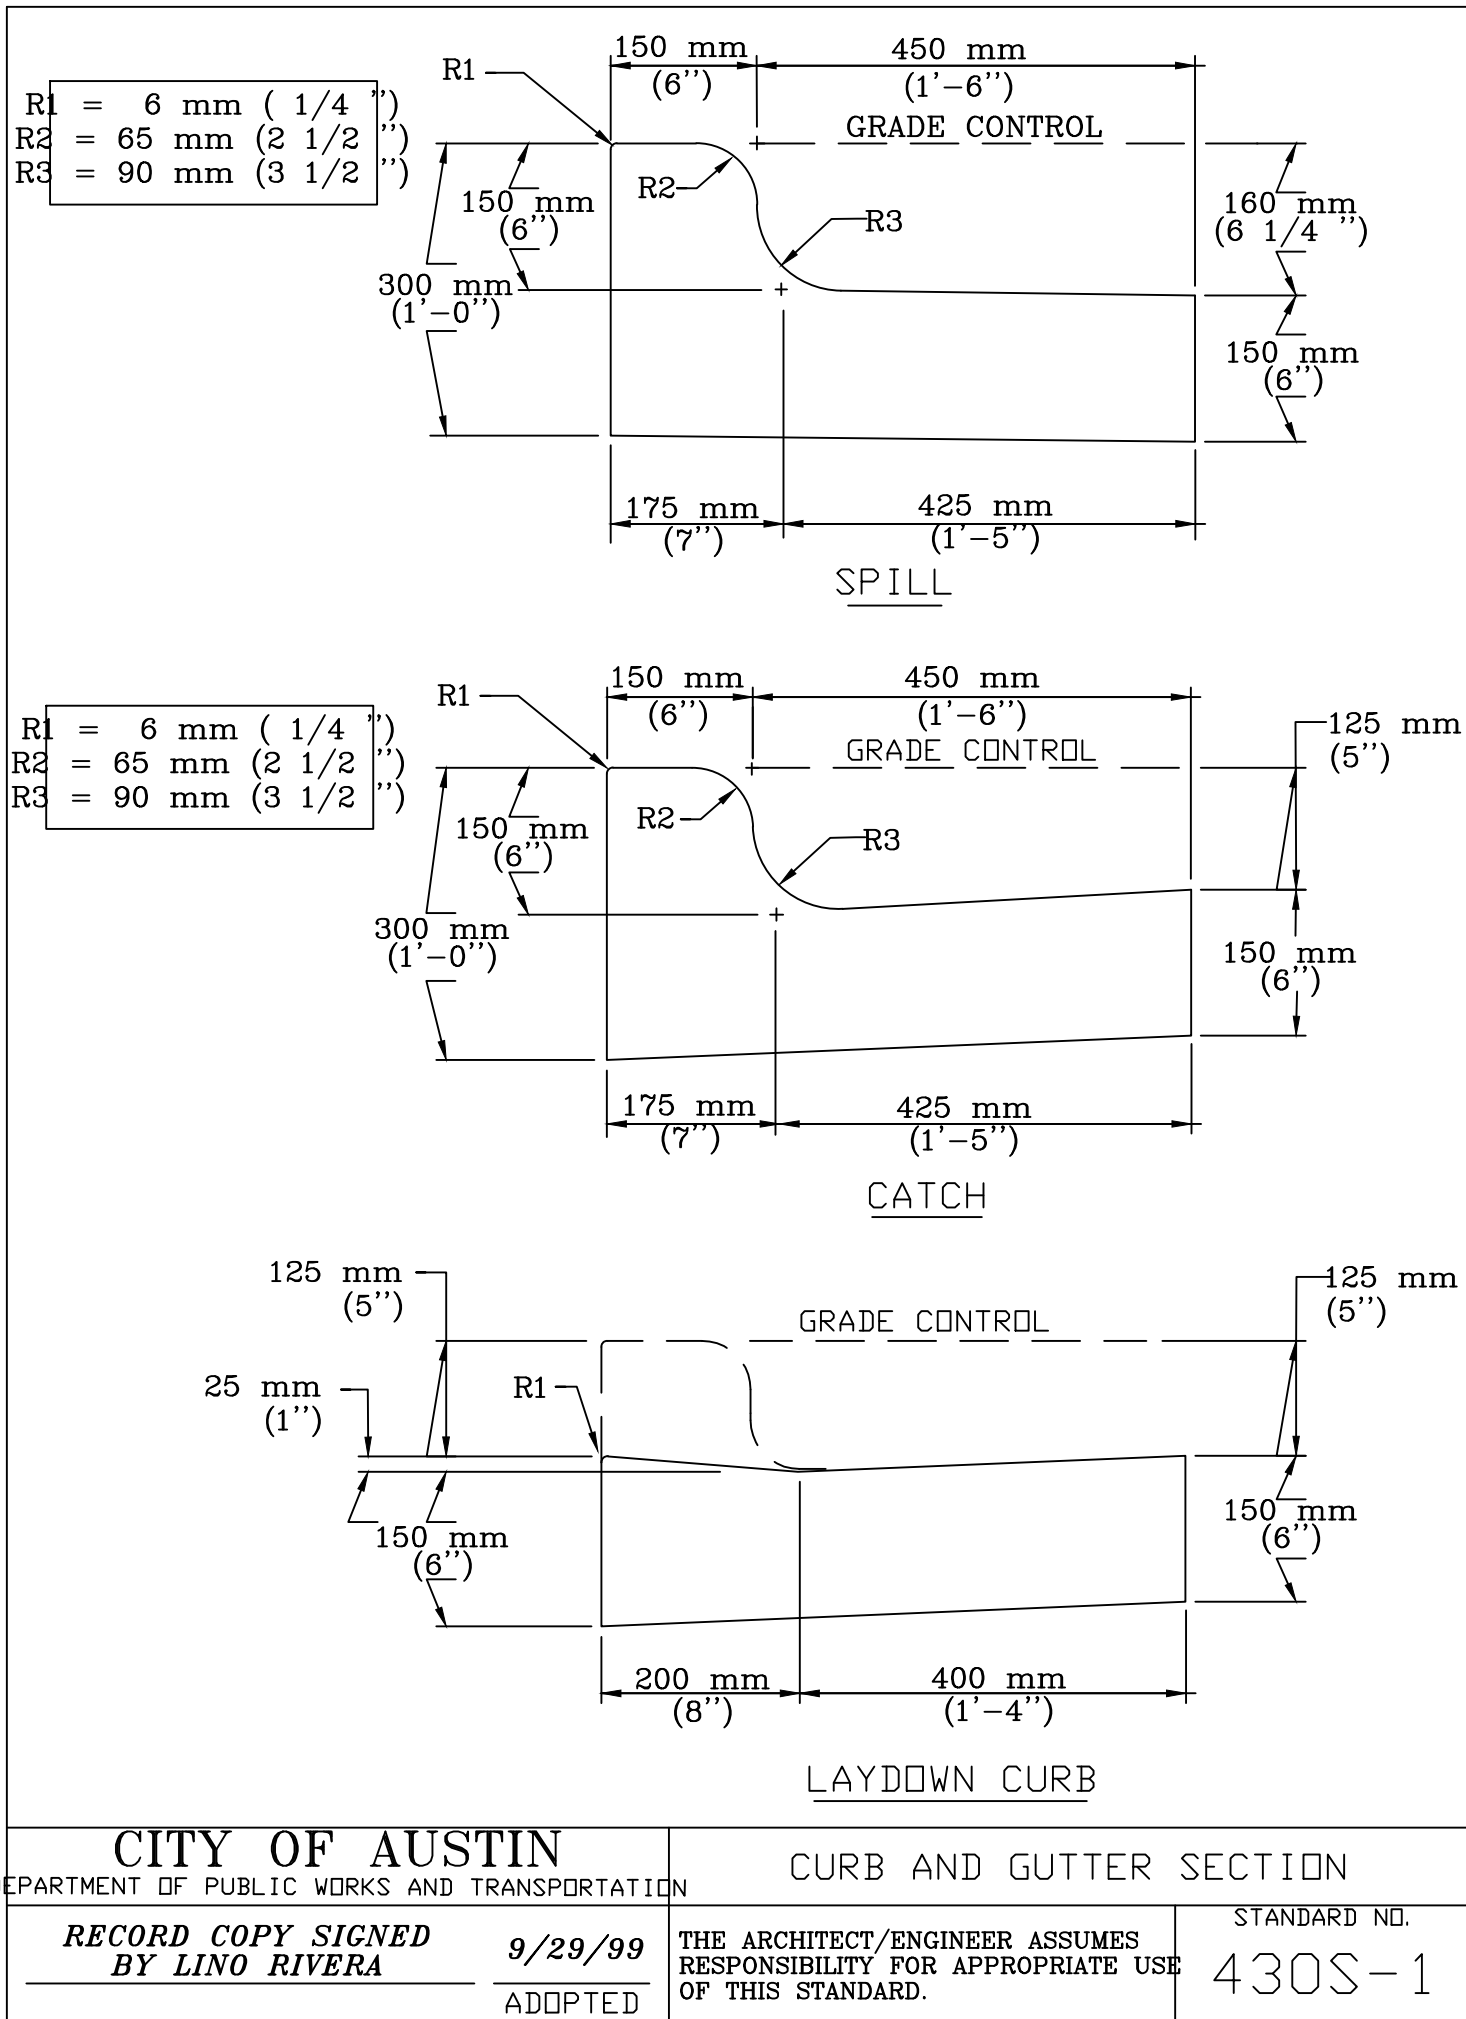 150 mm
(6'')
450 mm
(1'-6'')
R1
R1 = 6 mm ( 1/4 '')
R2 = 65 mm (2 1/2 '')
R3 = 90 mm (3 1/2 '')
GRADE CONTROL
R2
R3
150 mm
(6'')
160 mm
(6 1/4 '')
300 mm
(1'-0'')
150 mm
(6'')
175 mm
(7'')
425 mm
(1'-5'')
SPILL
150 mm
(6'')
450 mm
(1'-6'')
R1
R1 = 6 mm ( 1/4 '')
R2 = 65 mm (2 1/2 '')
R3 = 90 mm (3 1/2 '')
GRADE CONTROL
125 mm
(5'')
R2
R3
150 mm
(6'')
300 mm
(1'-0'')
150 mm
(6'')
175 mm
(7'')
425 mm
(1'-5'')
CATCH
125 mm
(5'')
GRADE CONTROL
125 mm
(5'')
25 mm
(1'')
R1
150 mm
(6'')
150 mm
(6'')
200 mm
(8'')
400 mm
(1'-4'')
LAYDOWN CURB
CITY OF AUSTIN
EPARTMENT OF PUBLIC WORKS AND TRANSPORTATION
CURB AND GUTTER SECTION
RECORD COPY SIGNED
BY LINO RIVERA
9/29/99
ADOPTED
THE ARCHITECT/ENGINEER ASSUMES
RESPONSIBILITY FOR APPROPRIATE USE
OF THIS STANDARD.
STANDARD NO.
430S-1